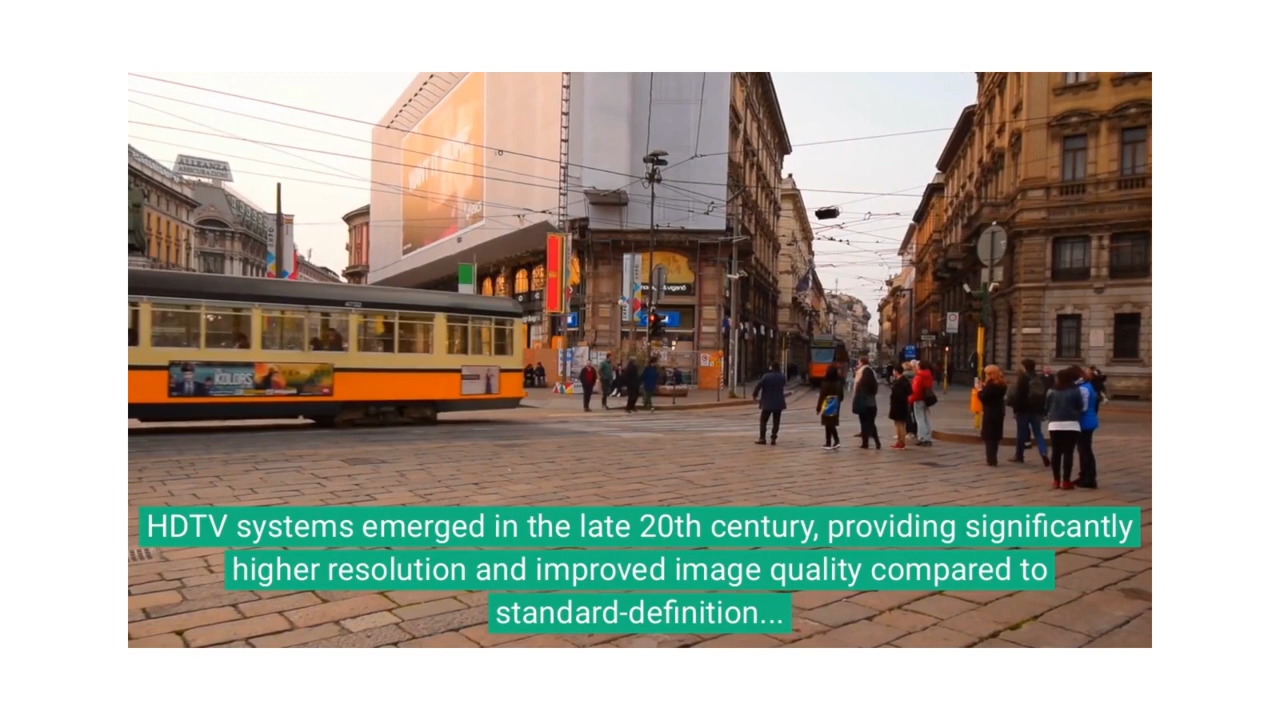 ALLEANZA
ASSICURAZIONI
KOLORS
HDTV systems emerged in the late 20th century, providing significantly
higher resolution and improved image quality compared to
standard-definition...